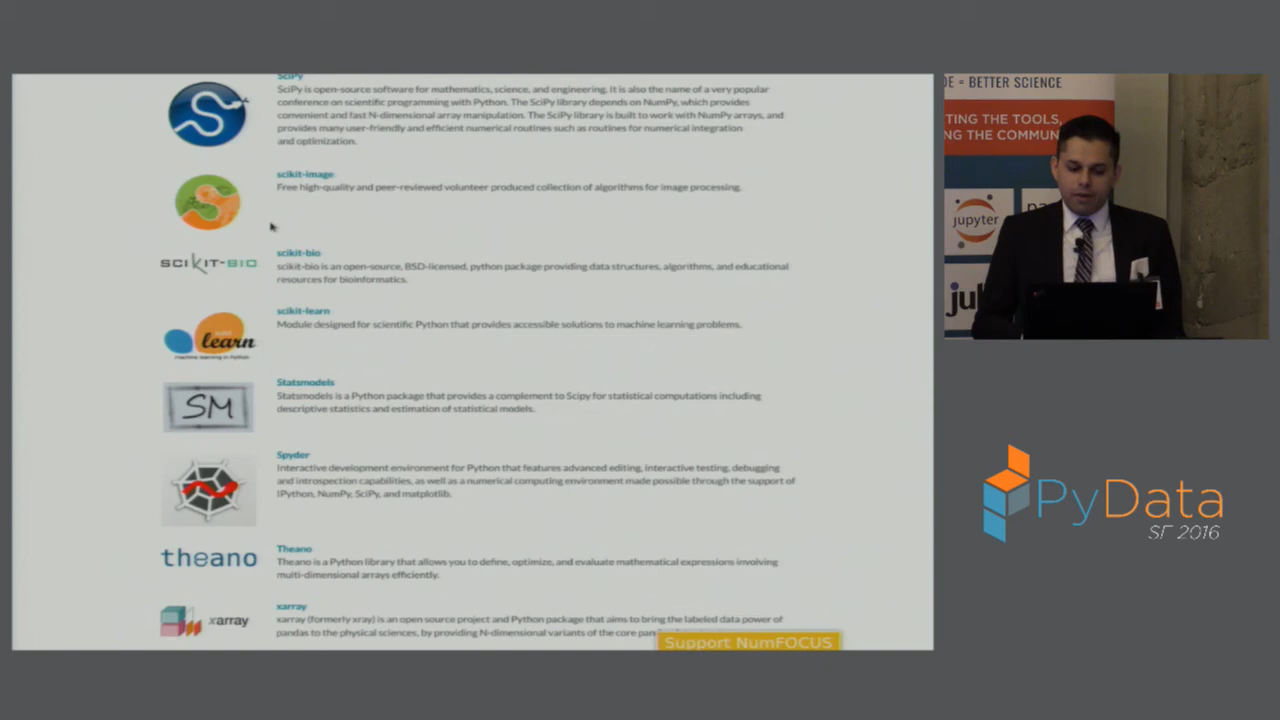 SciPy
SciPy is open-source software for mathematics, science, and engineering. It is also the name of a very popular
conference on scientific programming with Python. The SciPy library depends on NumPy, which provides
convenient and fast N-dimensional array manipulation. The SciPy library is built to work with NumPy arrays, and
provides many user-friendly and efficient numerical routines such as routines for numerical integration
and optimization.
scikit-image
Free high-quality and peer-reviewed volunteer produced collection of algorithms for image processing.
SCIKIT-BIO
scikit-bio
scikit-bio is an open-source, BSD-licensed, python package providing data structures, algorithms, and educational
resources for bioinformatics.
learn
machine learning in Python
scikit-learn
Module designed for scientific Python that provides accessible solutions to machine learning problems.
SM
Statsmodels
Statsmodels is a Python package that provides a complement to Scipy for statistical computations including
descriptive statistics and estimation of statistical models.
Spyder
Interactive development environment for Python that features advanced editing, interactive testing, debugging
and introspection capabilities, as well as a numerical computing environment made possible through the support of
IPython, NumPy, SciPy, and matplotlib.
theano
Theano
Theano is a Python library that allows you to define, optimize, and evaluate mathematical expressions involving
multi-dimensional arrays efficiently.
xarray
xarray
xarray (formerly xray) is an open source project and Python package that aims to bring the labeled data power of
pandas to the physical sciences, by providing N-dimensional variants of the core pan
Support NumFOCUS
DE = BETTER SCIENCE
TING THE TOOLS,
NG THE COMMUN
jupyter
pa
jul
PyData
SF 2016